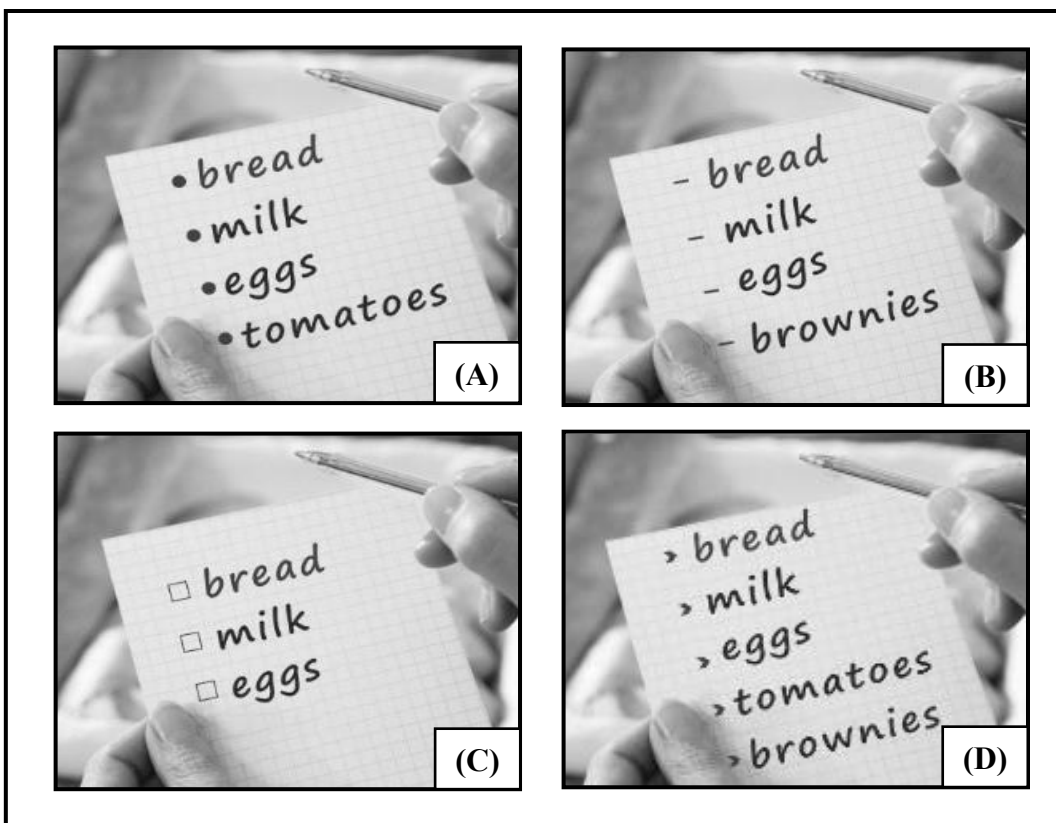 • bread
• milk
• eggs
• tomatoes
(A)
– bread
– milk
– eggs
– brownies
(B)
□ bread
□ milk
□ eggs
(C)
› bread
› milk
› eggs
› tomatoes
› brownies
(D)